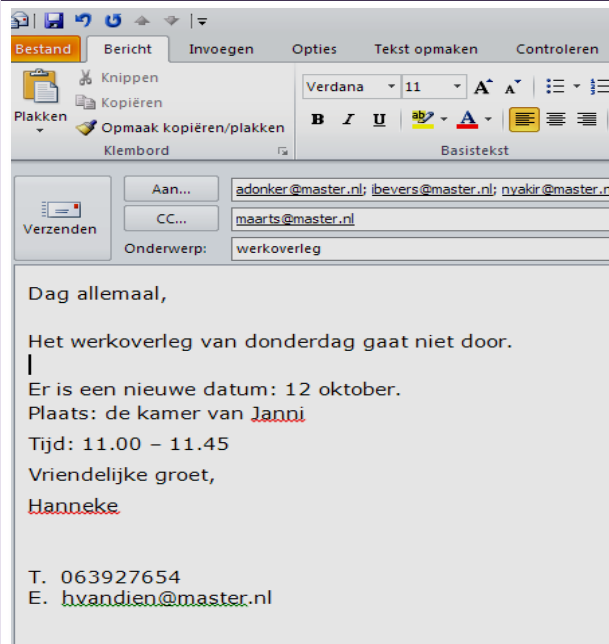 Bestand Bericht Invoegen Opties Tekst opmaken Controleren
Plakken
Knippen
Kopiëren
Opmaak kopiëren/plakken
Klembord
Verdana 11 A A
B I U ab A
Basistekst
Verzenden
Aan... adonker@master.nl; ibevers@master.nl; nyakir@master.n
CC... maarts@master.nl
Onderwerp: werkoverleg
Dag allemaal,
Het werkoverleg van donderdag gaat niet door.
Er is een nieuwe datum: 12 oktober.
Plaats: de kamer van Janni
Tijd: 11.00 – 11.45
Vriendelijke groet,
Hanneke
T. 063927654
E. hvandien@master.nl